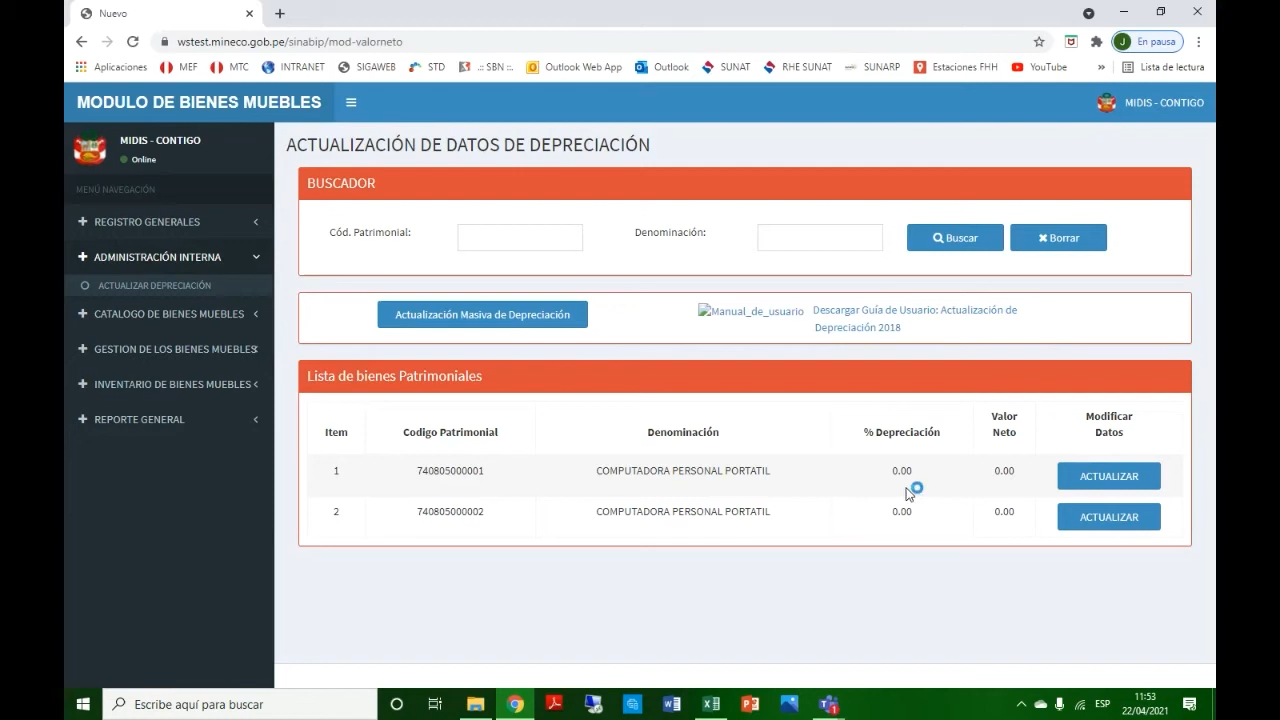 Nuevo
wstest.mineco.gob.pe/sinabip/mod-valorneto
J En pausa
Aplicaciones MEF MTC INTRANET SIGAWEB STD .:: SBN ::. Outlook Web App Outlook SUNAT RHE SUNAT SUNARP Estaciones FHH YouTube » Lista de lectura
MODULO DE BIENES MUEBLES
MIDIS - CONTIGO
MIDIS - CONTIGO
Online
MENÚ NAVEGACIÓN
REGISTRO GENERALES
ADMINISTRACIÓN INTERNA
ACTUALIZAR DEPRECIACIÓN
CATALOGO DE BIENES MUEBLES
GESTION DE LOS BIENES MUEBLES
INVENTARIO DE BIENES MUEBLES
REPORTE GENERAL
ACTUALIZACIÓN DE DATOS DE DEPRECIACIÓN
BUSCADOR
Cód. Patrimonial: Denominación: Buscar Borrar
Actualización Masiva de Depreciación
Manual_de_usuario Descargar Guía de Usuario: Actualización de
Depreciación 2018
Lista de bienes Patrimoniales
Item Codigo Patrimonial Denominación % Depreciación Valor Neto Modificar Datos
1 740805000001 COMPUTADORA PERSONAL PORTATIL 0.00 0.00 ACTUALIZAR
2 740805000002 COMPUTADORA PERSONAL PORTATIL 0.00 0.00 ACTUALIZAR
Escribe aquí para buscar
ESP
11:53
22/04/2021